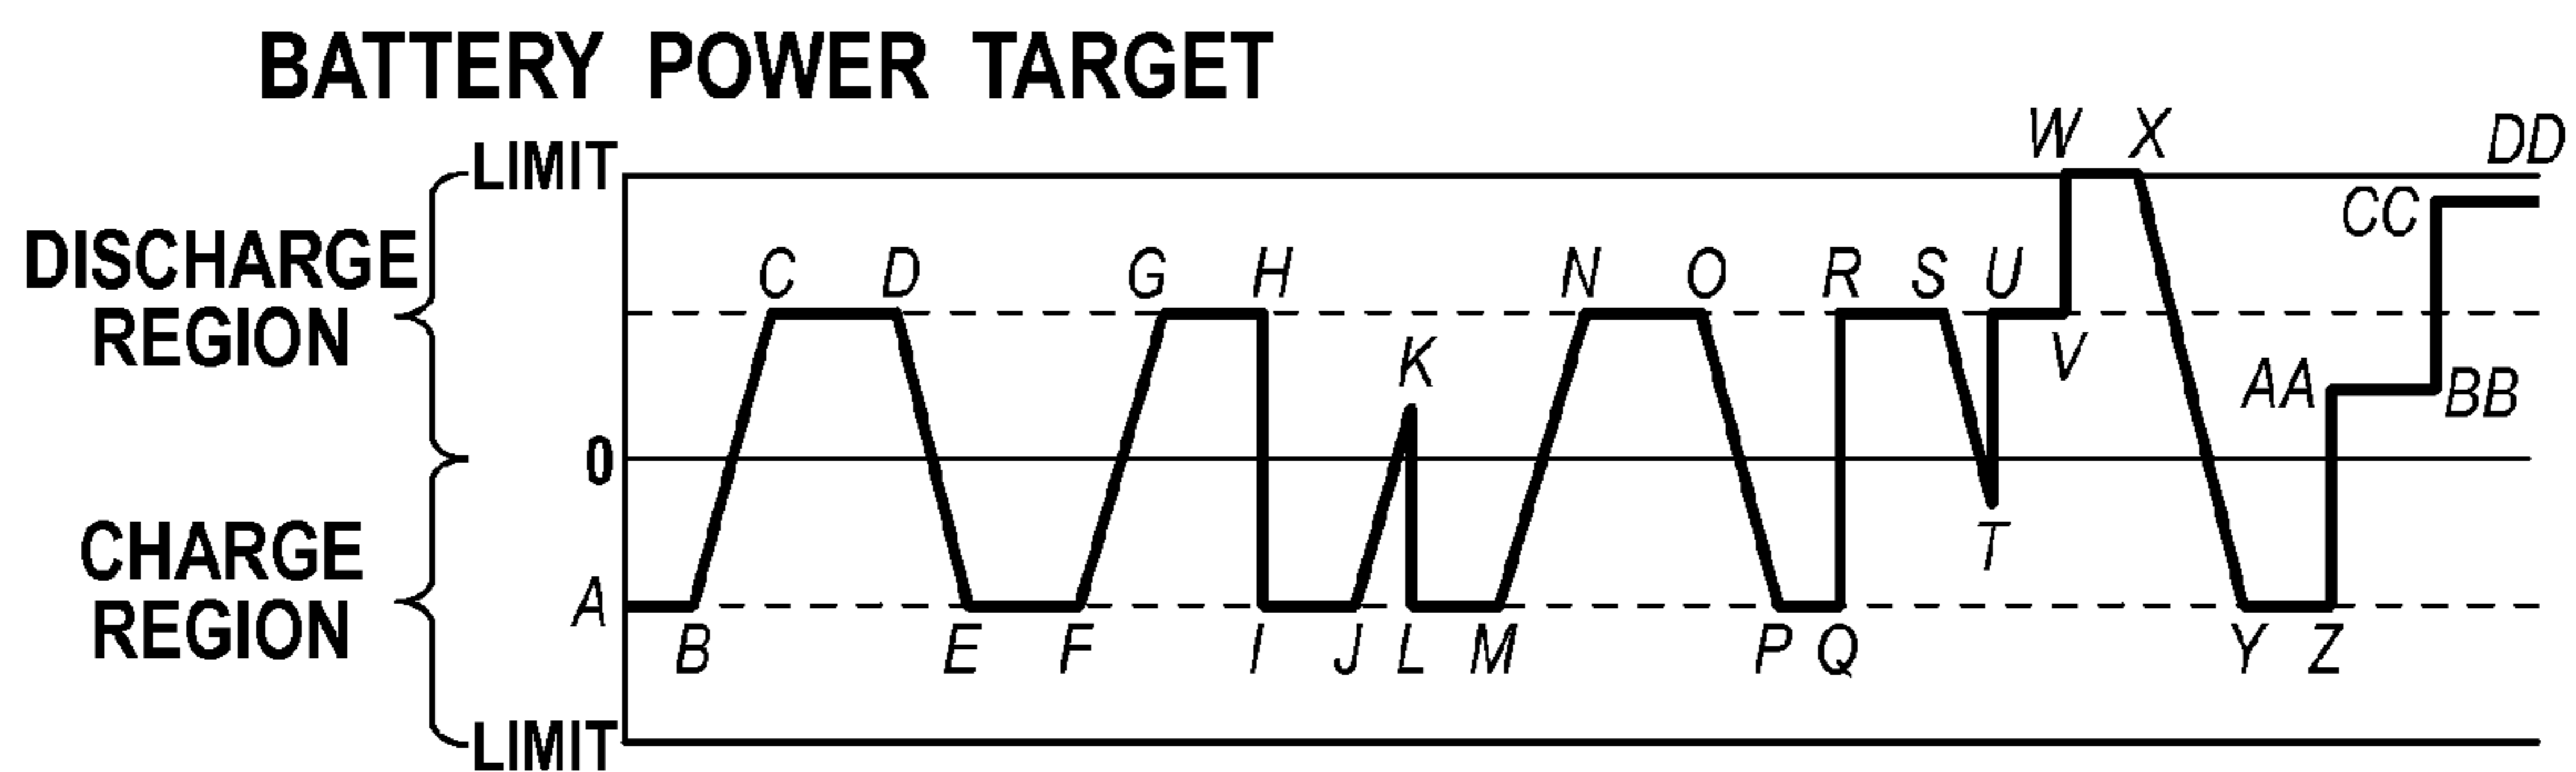 BATTERY POWER TARGET
LIMIT
DISCHARGE
REGION
0
CHARGE
REGION
LIMIT
W X DD
CC
C D G H N O R S U
K V AA BB
T
A
B E F I J L M P Q Y Z